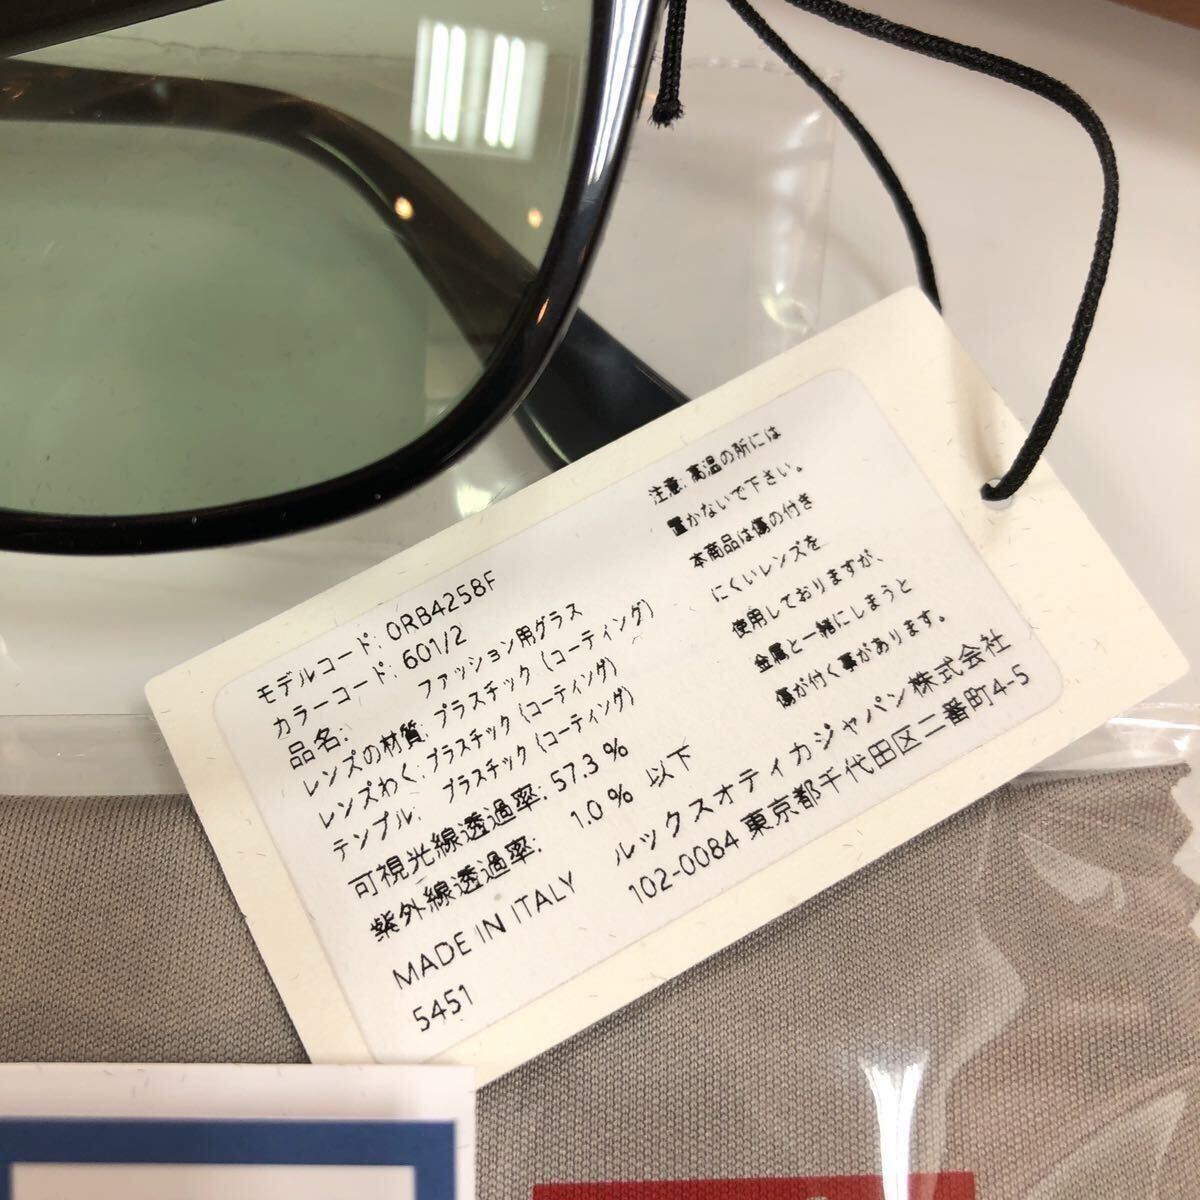 モデルコード: 0RB4258F
カラーコード: 601/2
品名: ファッション用グラス
レンズの材質: プラスチック (コーティング)
レンズわく: プラスチック (コーティング)
テンプル: プラスチック (コーティング)
可視光線透過率: 57.3 %
紫外線透過率: 1.0 % 以下
MADE IN ITALY
5451
注意: 高温の所には
置かないで下さい。
本商品は傷の付き
にくいレンズを
使用しておりますが、
金属と一緒にしまうと
傷が付く事があります。
ルックスオティカジャパン株式会社
102-0084 東京都千代田区二番町4-5